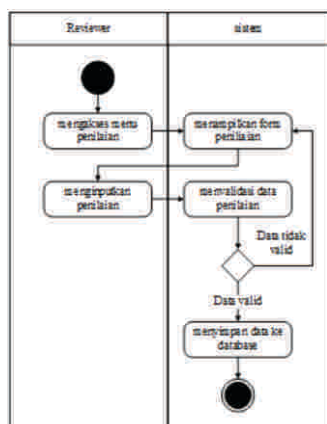 Reviewer
sistem
mengakses menu
penilaian
menampilkan form
penilaian
menginputkan
penilaian
menvalidasi data
penilaian
Data tidak
valid
Data valid
menyimpan data ke
database